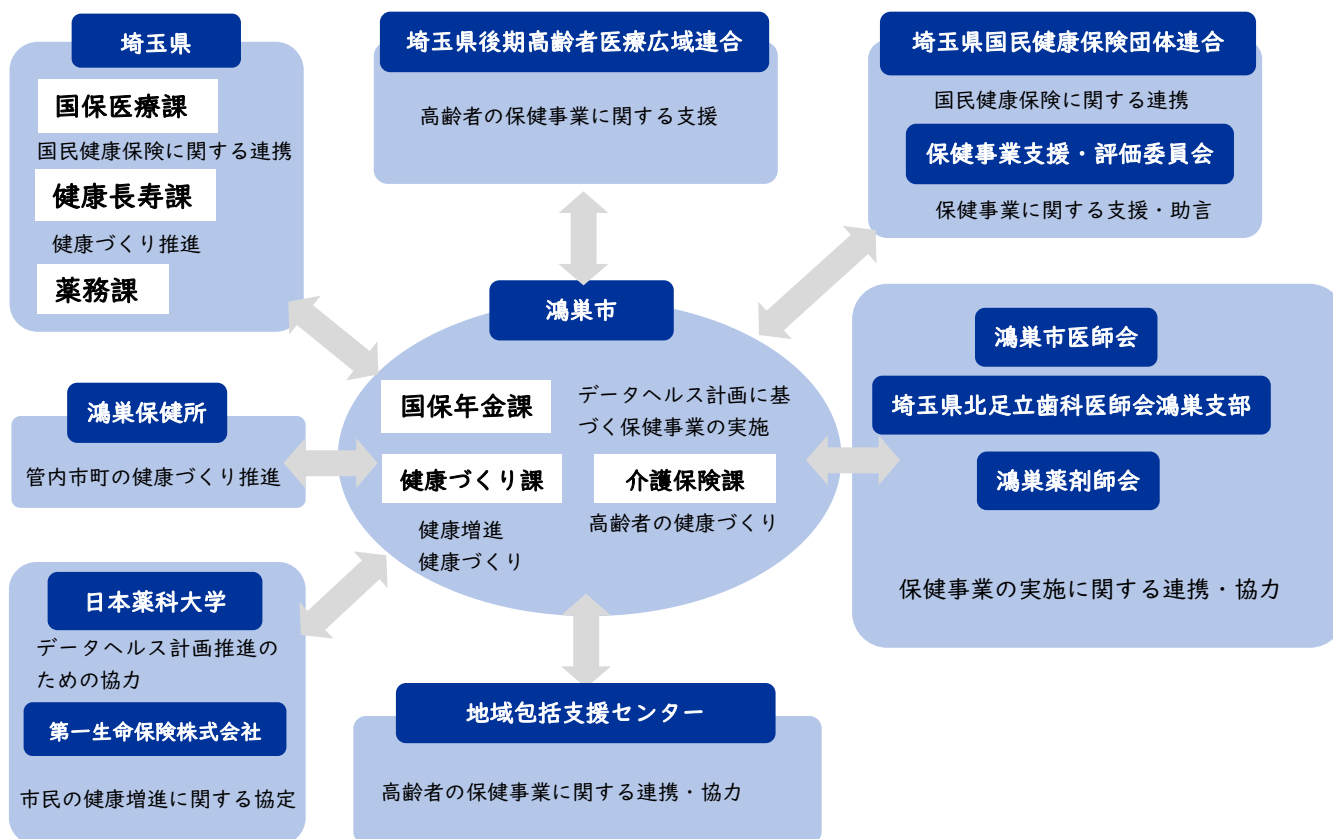 埼玉県
国保医療課
国民健康保険に関する連携
健康長寿課
健康づくり推進
薬務課
埼玉県後期高齢者医療広域連合
高齢者の保健事業に関する支援
埼玉県国民健康保険団体連合
国民健康保険に関する連携
保健事業支援・評価委員会
保健事業に関する支援・助言
鴻巣市
国保年金課
データヘルス計画に基
づく保健事業の実施
健康づくり課
健康増進
健康づくり
介護保険課
高齢者の健康づくり
鴻巣保健所
管内市町の健康づくり推進
鴻巣市医師会
埼玉県北足立歯科医師会鴻巣支部
鴻巣薬剤師会
保健事業の実施に関する連携・協力
日本薬科大学
データヘルス計画推進の
ための協力
第一生命保険株式会社
市民の健康増進に関する協定
地域包括支援センター
高齢者の保健事業に関する連携・協力